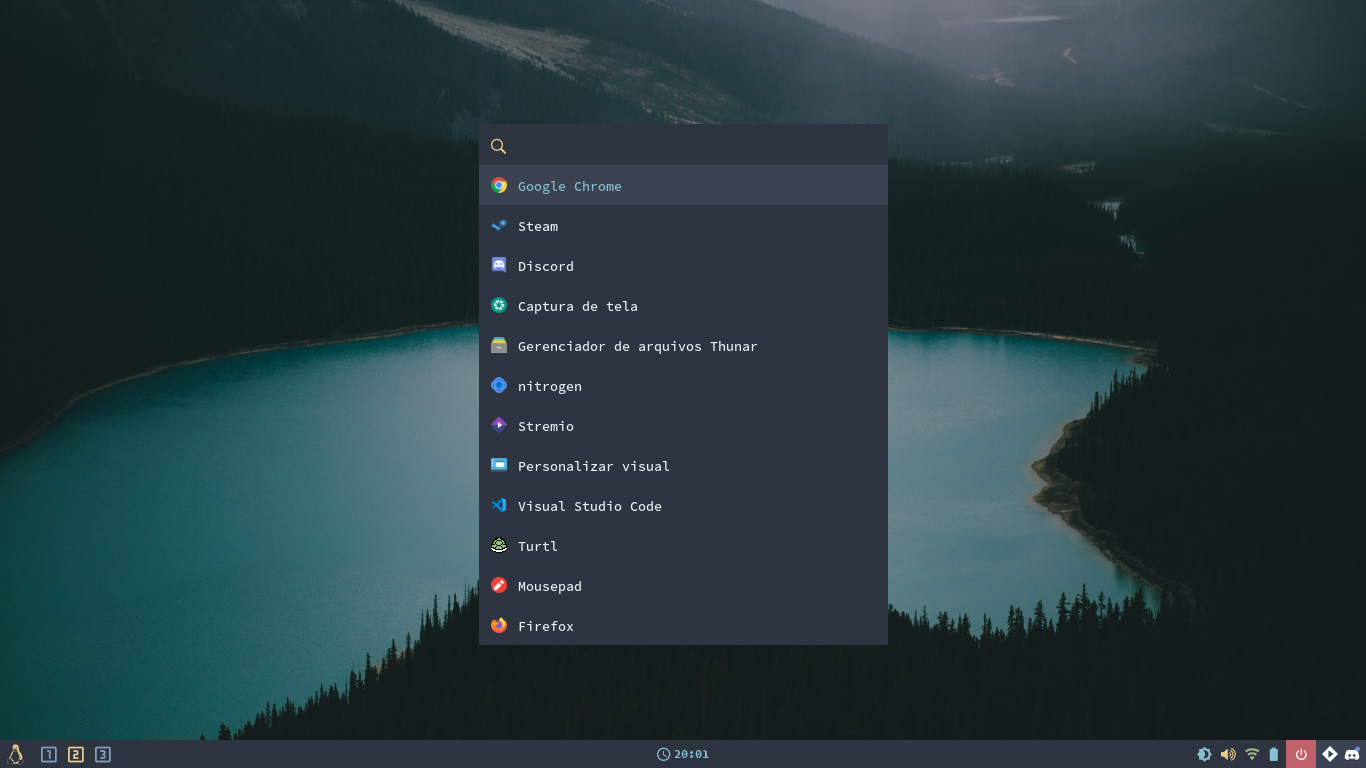 Google Chrome
Steam
Discord
Captura de tela
Gerenciador de arquivos Thunar
nitrogen
Stremio
Personalizar visual
Visual Studio Code
Turtl
Mousepad
Firefox
1 2 3 20:01